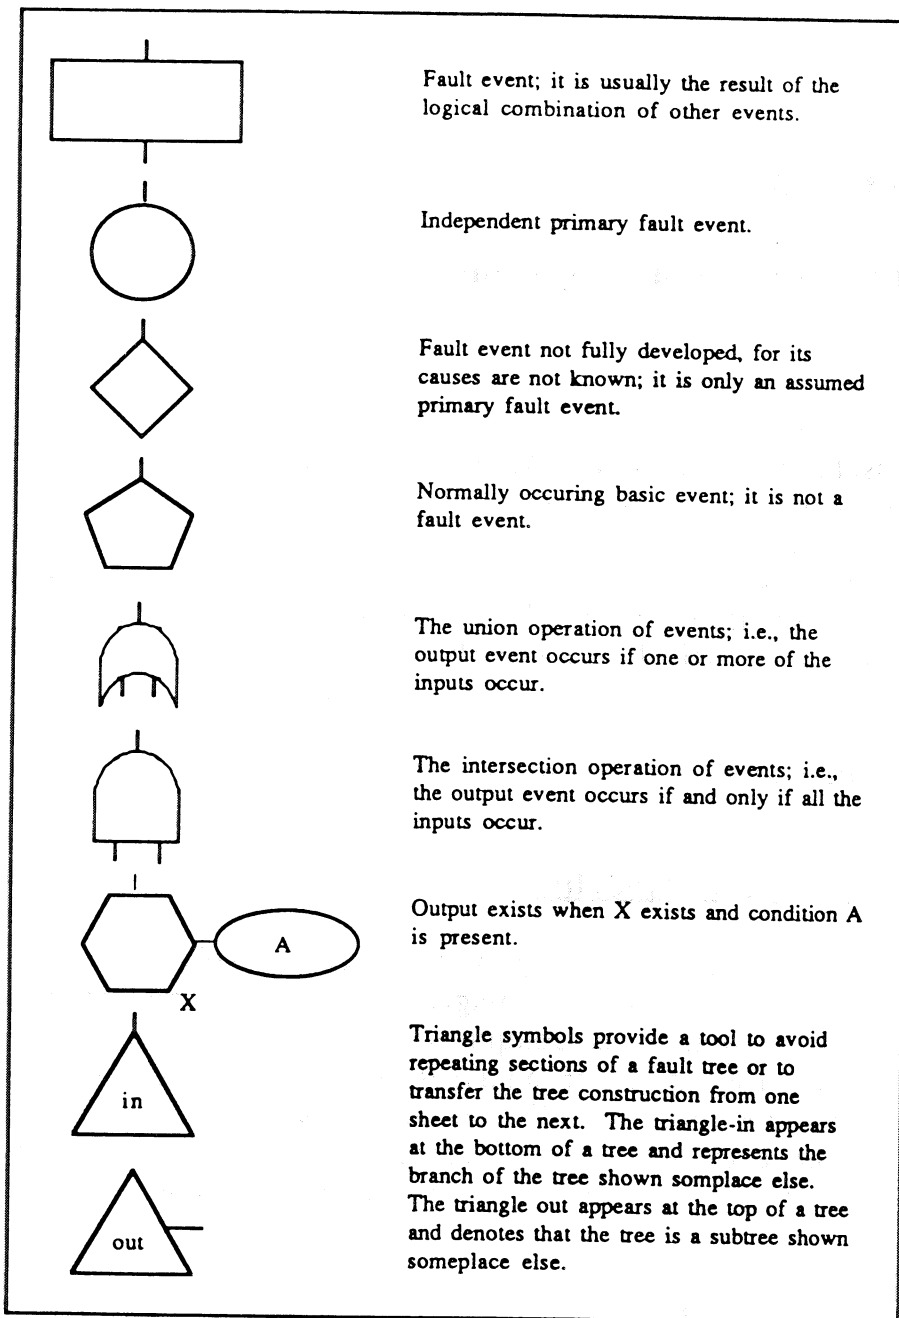 Fault event; it is usually the result of the
logical combination of other events.
Independent primary fault event.
Fault event not fully developed, for its
causes are not known; it is only an assumed
primary fault event.
Normally occuring basic event; it is not a
fault event.
The union operation of events; i.e., the
output event occurs if one or more of the
inputs occur.
The intersection operation of events; i.e.,
the output event occurs if and only if all the
inputs occur.
Output exists when X exists and condition A
is present.
A
X
Triangle symbols provide a tool to avoid
repeating sections of a fault tree or to
transfer the tree construction from one
sheet to the next. The triangle-in appears
at the bottom of a tree and represents the
branch of the tree shown somplace else.
The triangle out appears at the top of a tree
and denotes that the tree is a subtree shown
someplace else.
in
out